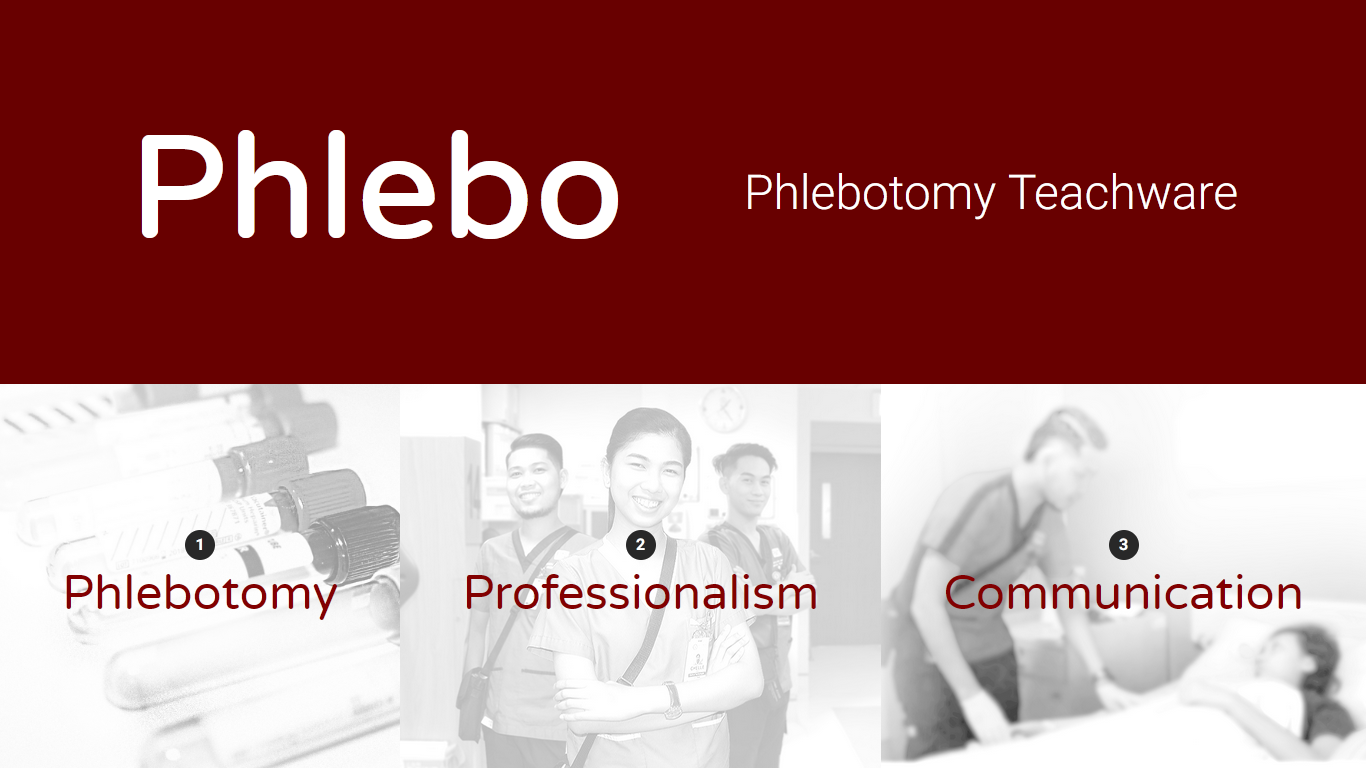 Phlebo
Phlebotomy Teachware
1
Phlebotomy
2
Professionalism
3
Communication